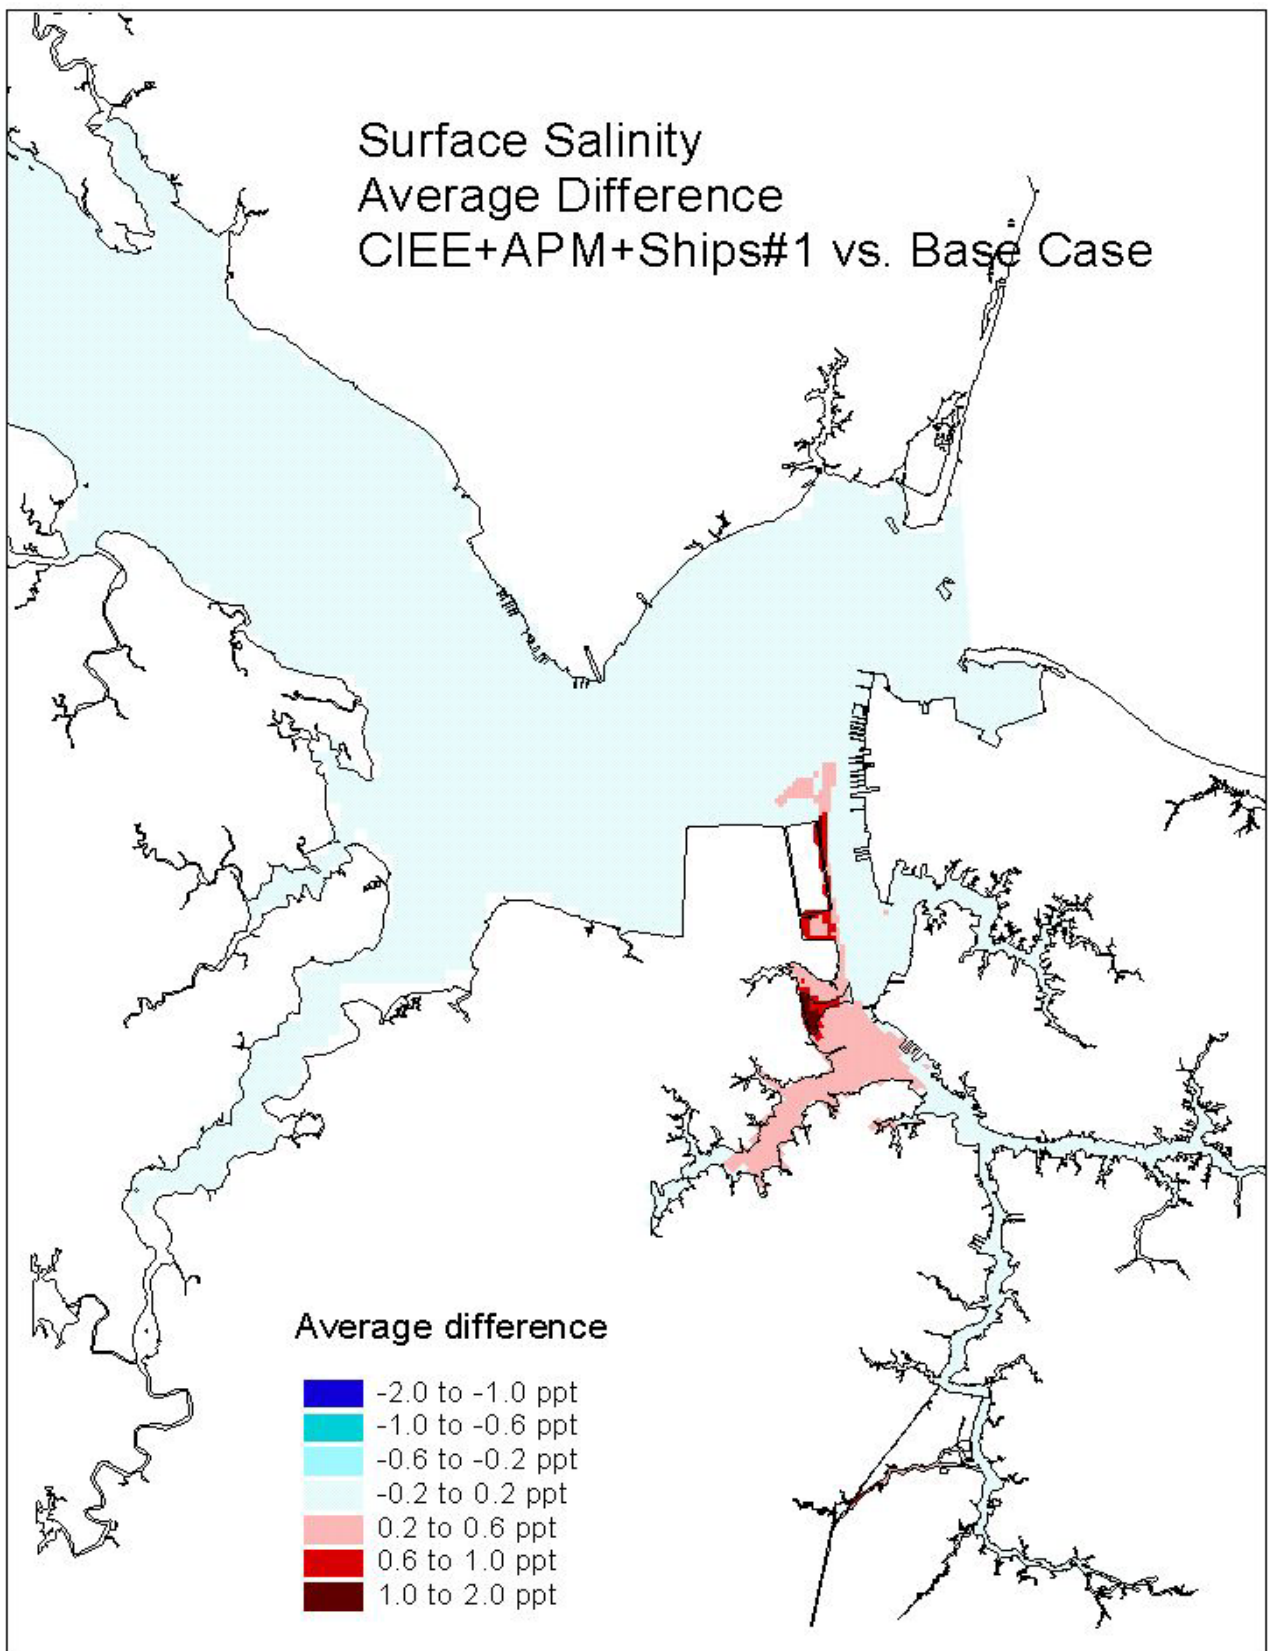 Surface Salinity
Average Difference
CIEE+APM+Ships#1 vs. Base Case
Average difference
-2.0 to -1.0 ppt
-1.0 to -0.6 ppt
-0.6 to -0.2 ppt
-0.2 to 0.2 ppt
0.2 to 0.6 ppt
0.6 to 1.0 ppt
1.0 to 2.0 ppt